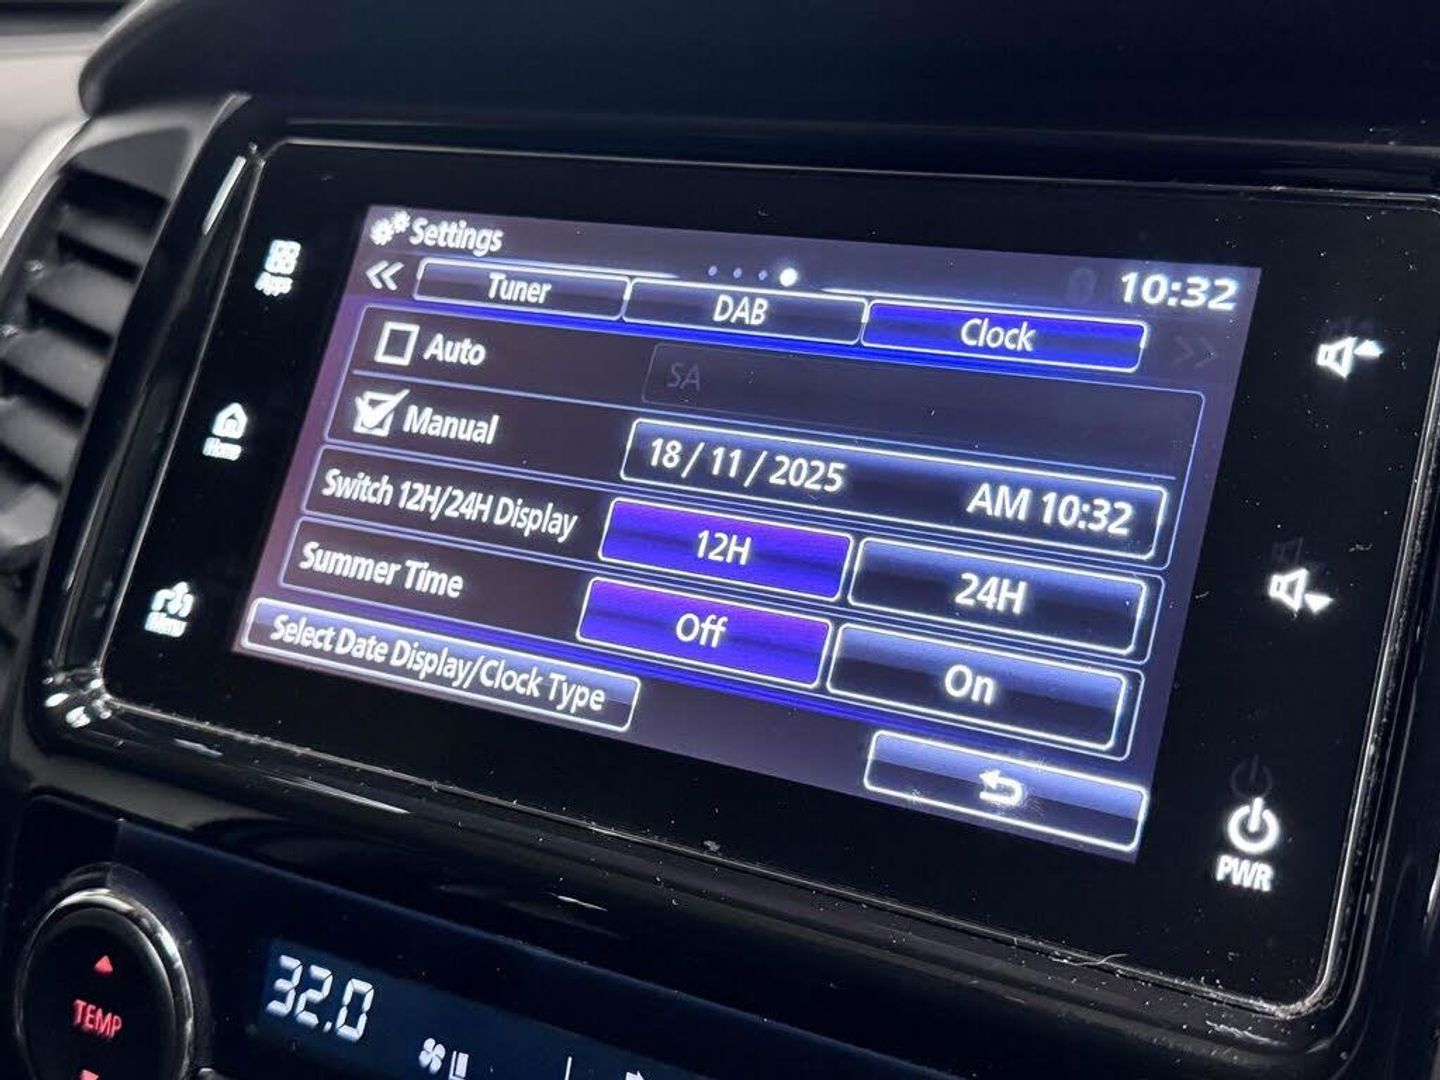 Settings
10:32
Tuner
DAB
Clock
Auto
SA
Manual
18 / 11 / 2025
AM 10:32
Switch 12H/24H Display
12H
24H
Summer Time
Off
On
Select Date Display/Clock Type
Apps
Home
Menu
PWR
TEMP
32.0